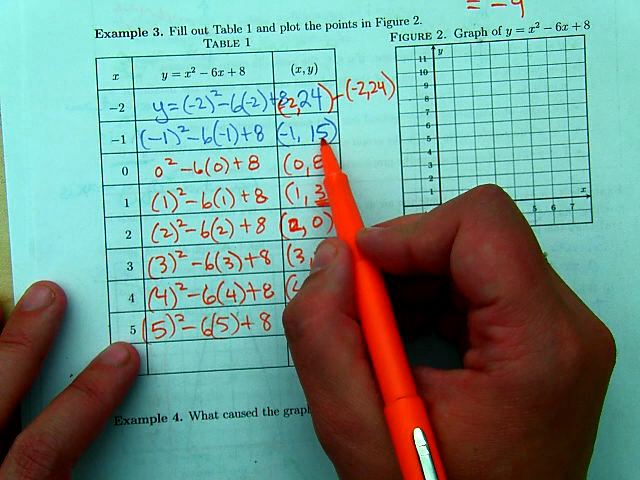 = -9
Example 3. Fill out Table 1 and plot the points in Figure 2.
TABLE 1
FIGURE 2. Graph of y = x² − 6x + 8
x y = x² − 6x + 8 (x, y)
−2 y = (-2)² - 6(-2) + 8 (-2, 24) - (-2, 24)
−1 (-1)² - 6(-1) + 8 (-1, 15)
0 0² - 6(0) + 8 (0, 8
1 (1)² - 6(1) + 8 (1, 3
2 (2)² - 6(2) + 8 (2, 0)
3 (3)² - 6(3) + 8 (3,
4 (4)² - 6(4) + 8
5 (5)² - 6(5) + 8
y
11
10
9
8
7
6
5
4
3
2
1
x
5 6 7
Example 4. What caused the graph